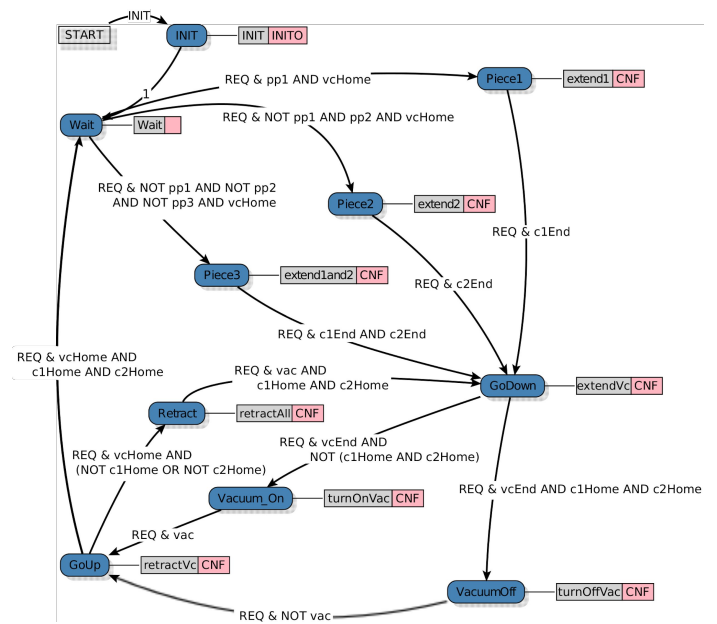 INIT
START
INIT
INIT INITO
Piece1
extend1 CNF
REQ & pp1 AND vcHome
1
REQ & NOT pp1 AND pp2 AND vcHome
Wait
Wait
REQ & NOT pp1 AND NOT pp2
AND NOT pp3 AND vcHome
Piece2
extend2 CNF
REQ & c1End
Piece3
extend1and2 CNF
REQ & c2End
REQ & c1End AND c2End
REQ & vcHome AND
c1Home AND c2Home
REQ & vac AND
c1Home AND c2Home
GoDown
extendVc CNF
Retract
retractAll CNF
REQ & vcEnd AND
NOT (c1Home AND c2Home)
REQ & vcHome AND
(NOT c1Home OR NOT c2Home)
REQ & vcEnd AND c1Home AND c2Home
Vacuum_On
turnOnVac CNF
REQ & vac
GoUp
retractVc CNF
VacuumOff
turnOffVac CNF
REQ & NOT vac